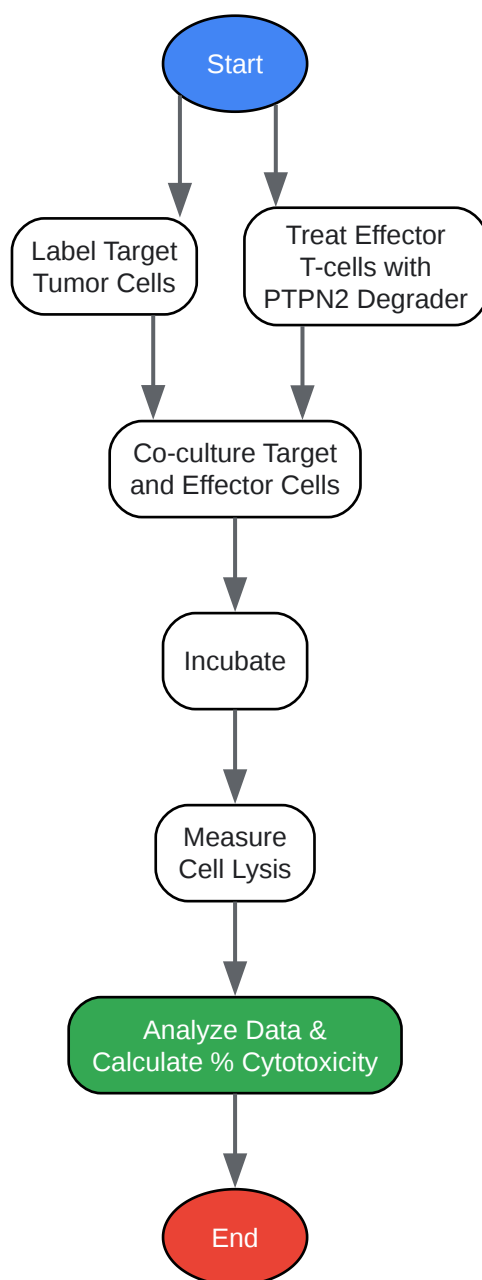 Start
Label Target
Tumor Cells
Treat Effector
T-cells with
PTPN2 Degrader
Co-culture Target
and Effector Cells
Incubate
Measure
Cell Lysis
Analyze Data &
Calculate % Cytotoxicity
End